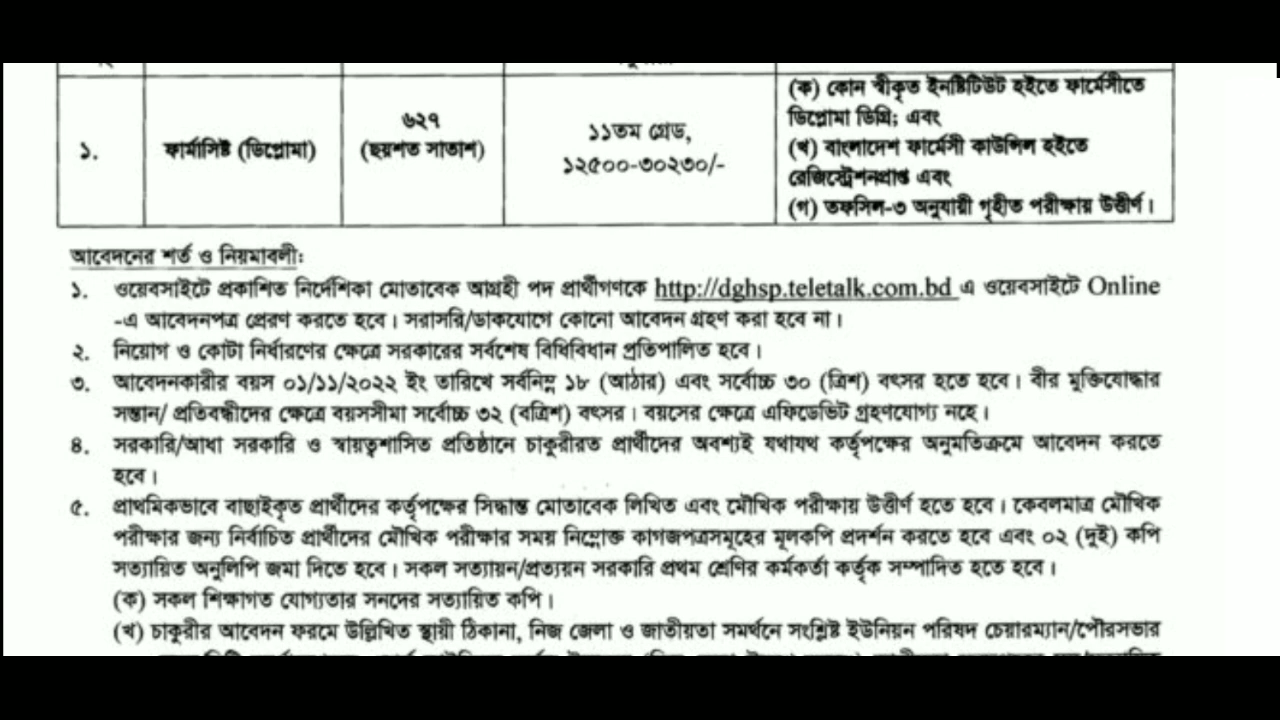 ১.
ফার্মাসিষ্ট (ডিপ্লোমা)
৬২৭
(ছয়শত সাতাশ)
১১তম গ্রেড,
১২৫০০-৩০২৩০/-
(ক) কোন স্বীকৃত ইনষ্টিটিউট হইতে ফার্মেসীতে
ডিপ্লোমা ডিগ্রি; এবং
(খ) বাংলাদেশ ফার্মেসী কাউন্সিল হইতে
রেজিস্ট্রেশনপ্রাপ্ত এবং
(গ) তফসিল-৩ অনুযায়ী গৃহীত পরীক্ষায় উত্তীর্ণ।
আবেদনের শর্ত ও নিয়মাবলী:
১. ওয়েবসাইটে প্রকাশিত নির্দেশিকা মোতাবেক আগ্রহী পদ প্রার্থীগণকে http://dghsp.teletalk.com.bd এ ওয়েবসাইটে Online
-এ আবেদনপত্র প্রেরণ করতে হবে। সরাসরি/ডাকযোগে কোনো আবেদন গ্রহণ করা হবে না।
২. নিয়োগ ও কোটা নির্ধারণের ক্ষেত্রে সরকারের সর্বশেষ বিধিবিধান প্রতিপালিত হবে।
৩. আবেদনকারীর বয়স ০১/১১/২০২২ ইং তারিখে সর্বনিম্ন ১৮ (আঠার) এবং সর্বোচ্চ ৩০ (ত্রিশ) বৎসর হতে হবে। বীর মুক্তিযোদ্ধার
সন্তান/ প্রতিবন্ধীদের ক্ষেত্রে বয়সসীমা সর্বোচ্চ ৩২ (বত্রিশ) বৎসর। বয়সের ক্ষেত্রে এফিডেভিট গ্রহণযোগ্য নহে।
৪. সরকারি/আধা সরকারি ও স্বায়ত্বশাসিত প্রতিষ্ঠানে চাকুরীরত প্রার্থীদের অবশ্যই যথাযথ কর্তৃপক্ষের অনুমতিক্রমে আবেদন করতে
হবে।
৫. প্রাথমিকভাবে বাছাইকৃত প্রার্থীদের কর্তৃপক্ষের সিদ্ধান্ত মোতাবেক লিখিত এবং মৌখিক পরীক্ষায় উত্তীর্ণ হতে হবে। কেবলমাত্র মৌখিক
পরীক্ষার জন্য নির্বাচিত প্রার্থীদের মৌখিক পরীক্ষার সময় নিম্নোক্ত কাগজপত্রসমূহের মূলকপি প্রদর্শন করতে হবে এবং ০২ (দুই) কপি
সত্যায়িত অনুলিপি জমা দিতে হবে। সকল সত্যায়ন/প্রত্যয়ন সরকারি প্রথম শ্রেণির কর্মকর্তা কর্তৃক সম্পাদিত হতে হবে।
(ক) সকল শিক্ষাগত যোগ্যতার সনদের সত্যায়িত কপি।
(খ) চাকুরীর আবেদন ফরমে উল্লিখিত স্থায়ী ঠিকানা, নিজ জেলা ও জাতীয়তা সমর্থনে সংশ্লিষ্ট ইউনিয়ন পরিষদ চেয়ারম্যান/পৌরসভার